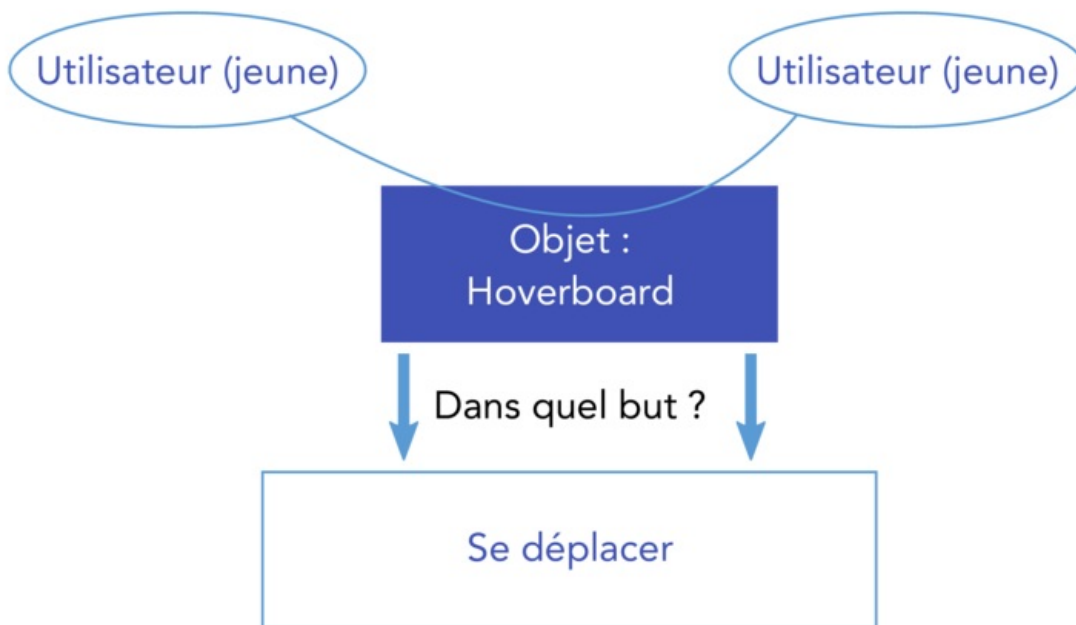 Utilisateur (jeune)
Utilisateur (jeune)
Objet :
Hoverboard
Dans quel but ?
Se déplacer